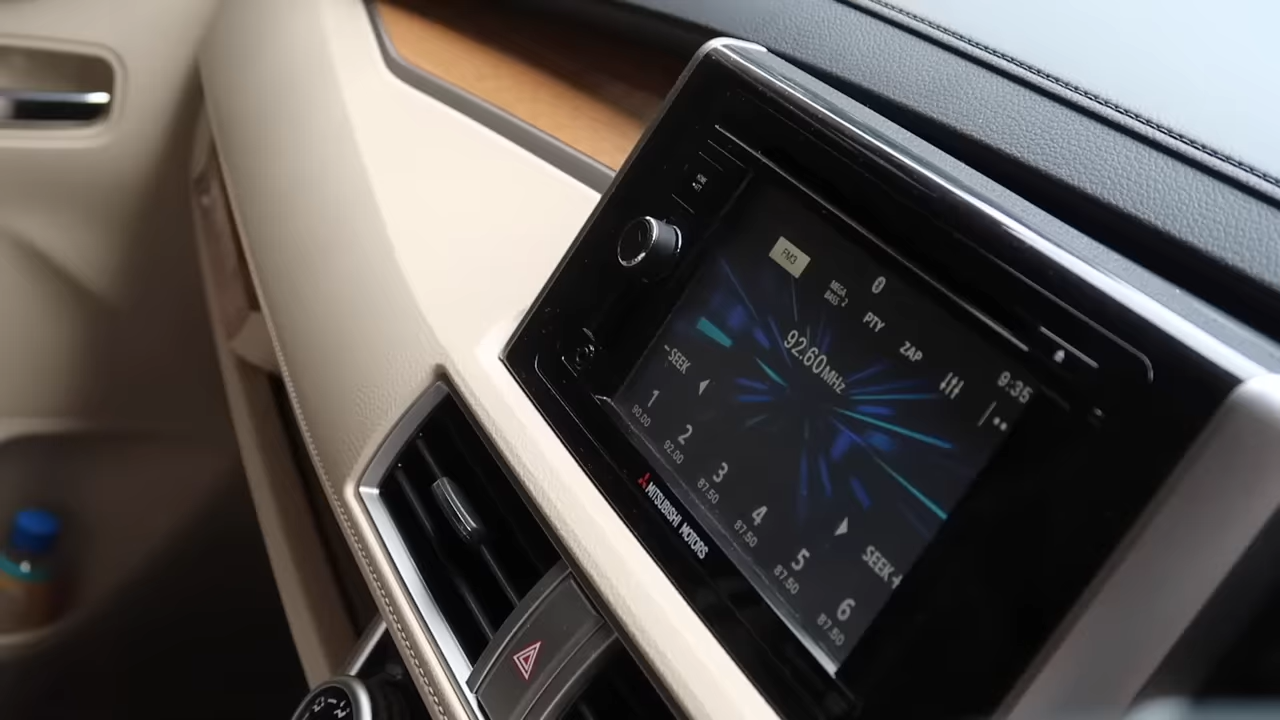 FM3
MEGA BASS 2
PTY
ZAP
9:35
92.60MHz
-SEEK
SEEK+
1
90.00
2
92.00
3
87.50
4
87.50
5
87.50
6
87.50
MITSUBISHI MOTORS